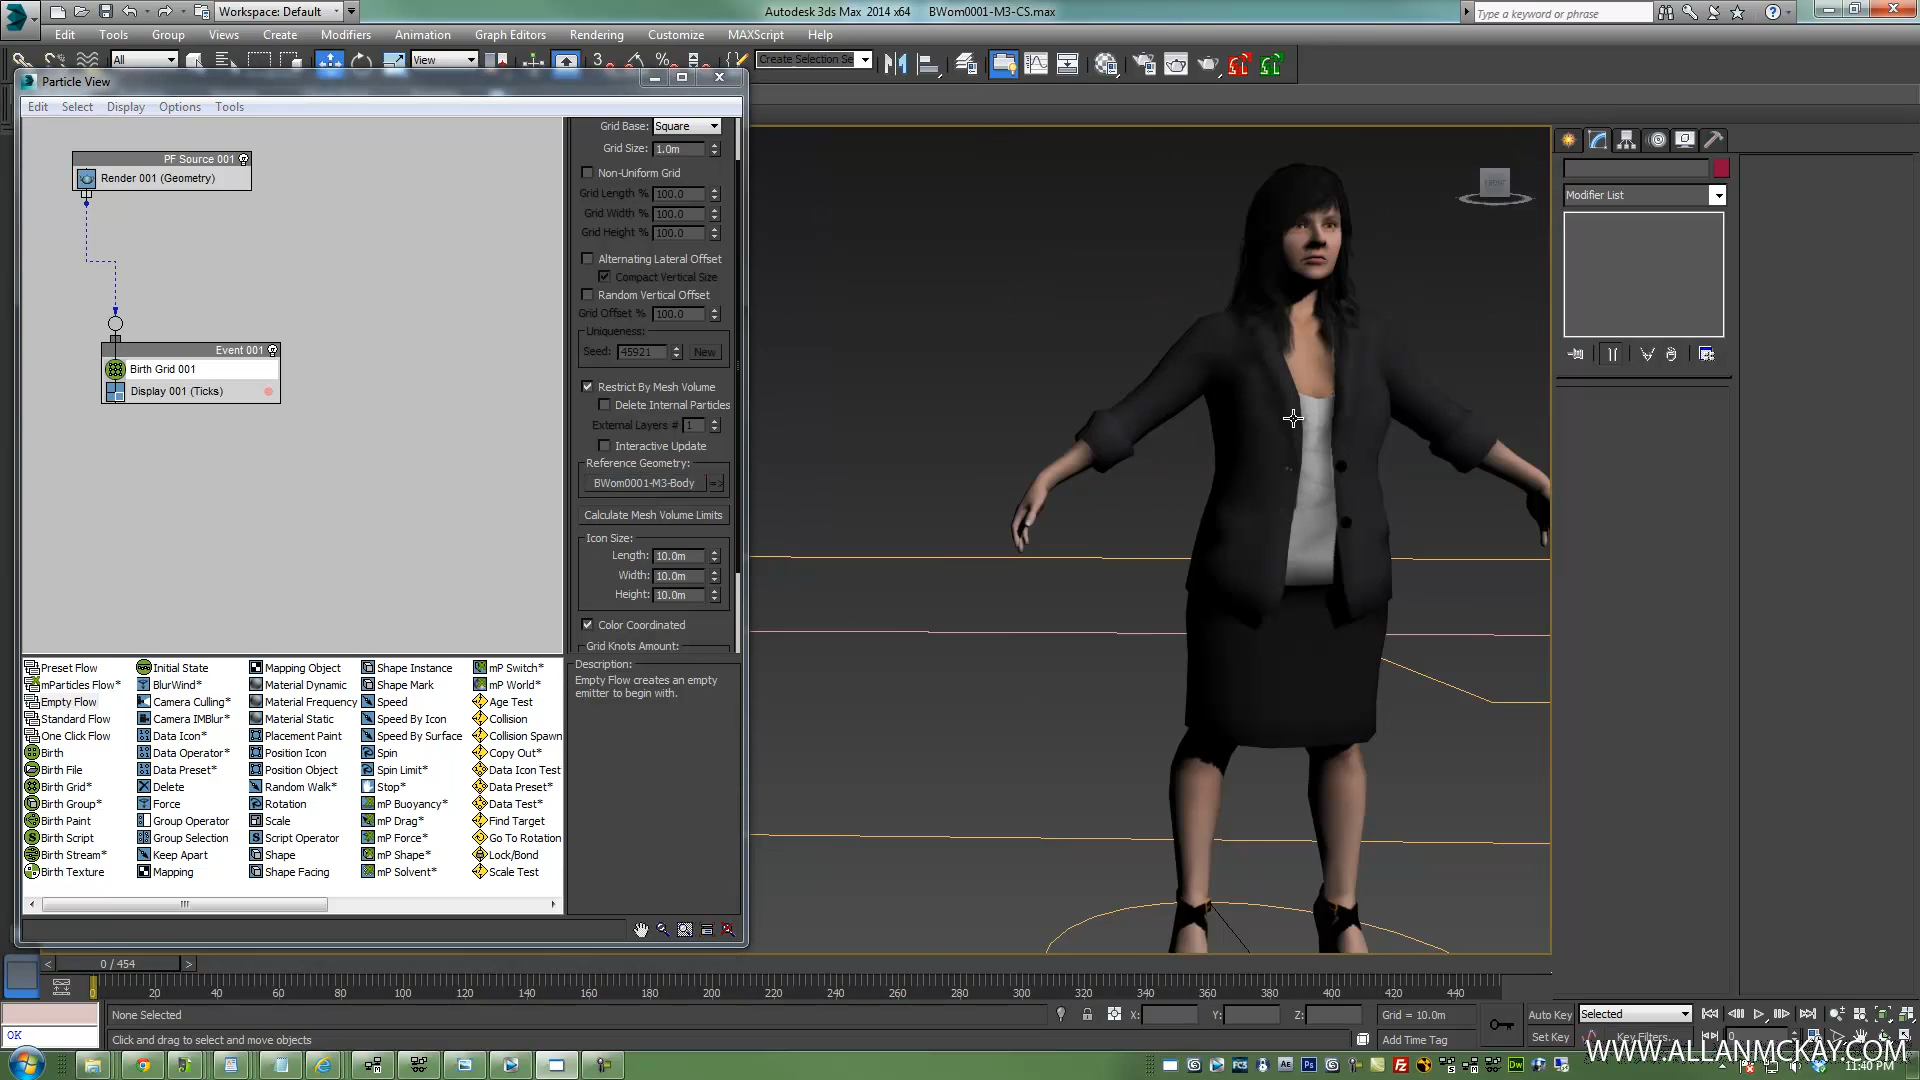 Workspace: Default
Autodesk 3ds Max 2014 x64 BWom0001-M3-CS.max
Type a keyword or phrase
Edit Tools Group Views Create Modifiers Animation Graph Editors Rendering Customize MAXScript Help
All View Create Selection Se
Particle View
Edit Select Display Options Tools
PF Source 001
Render 001 (Geometry)
Event 001
Birth Grid 001
Display 001 (Ticks)
Grid Base: Square
Grid Size: 1.0m
Non-Uniform Grid
Grid Length % 100.0
Grid Width % 100.0
Grid Height % 100.0
Alternating Lateral Offset
Compact Vertical Size
Random Vertical Offset
Grid Offset % 100.0
Uniqueness:
Seed: 45921 New
Restrict By Mesh Volume
Delete Internal Particles
External Layers # 1
Interactive Update
Reference Geometry:
BWom0001-M3-Body =>
Calculate Mesh Volume Limits
Icon Size:
Length: 10.0m
Width: 10.0m
Height: 10.0m
Color Coordinated
Grid Knots Amount:
Description:
Empty Flow creates an empty
emitter to begin with.
Preset Flow Initial State Mapping Object Shape Instance mP Switch*
mParticles Flow* BlurWind* Material Dynamic Shape Mark mP World*
Empty Flow Camera Culling* Material Frequency Speed Age Test
Standard Flow Camera IMBlur* Material Static Speed By Icon Collision
One Click Flow Data Icon* Placement Paint Speed By Surface Collision Spawn
Birth Data Operator* Position Icon Spin Copy Out*
Birth File Data Preset* Position Object Spin Limit* Data Icon Test
Birth Grid* Delete Random Walk* Stop* Data Preset*
Birth Group* Force Rotation mP Buoyancy* Data Test*
Birth Paint Group Operator Scale mP Drag* Find Target
Birth Script Group Selection Script Operator mP Force* Go To Rotation
Birth Stream* Keep Apart Shape mP Shape* Lock/Bond
Birth Texture Mapping Shape Facing mP Solvent* Scale Test
Modifier List
< 0 / 454 >
0 20 40 60 80 100 120 140 160 180 200 220 240 260 280 300 320 340 360 380 400 420 440
None Selected X: Y: Z: Grid = 10.0m Auto Key Selected
OK Click and drag to select and move objects Add Time Tag Set Key Key Filters...
WWW.ALLANMCKAY.COM
11:40 PM